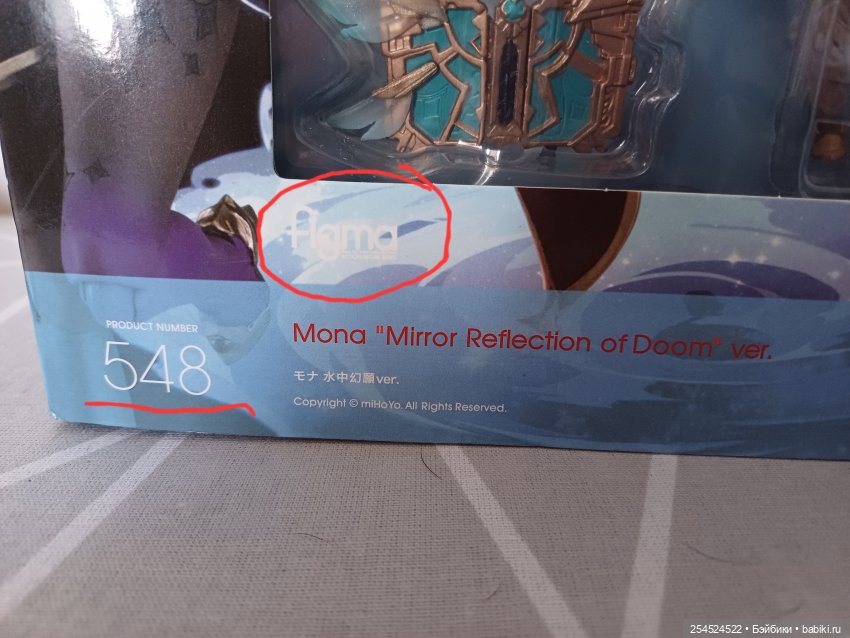 figma
PRODUCT NUMBER
548
Mona "Mirror Reflection of Doom" ver.
モナ 水中幻願ver.
Copyright © miHoYo. All Rights Reserved.
254524522 • Бэйбики • babiki.ru